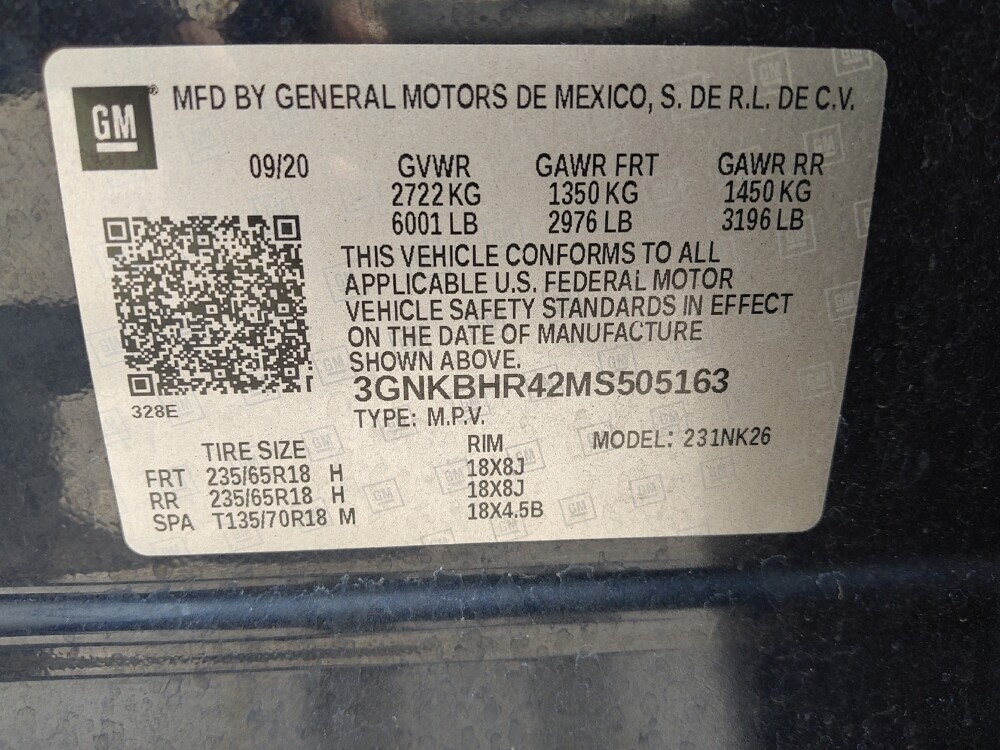 GM® MFD BY GENERAL MOTORS DE MEXICO, S. DE R.L. DE C.V.
09/20 GVWR GAWR FRT GAWR RR
2722 KG 1350 KG 1450 KG
6001 LB 2976 LB 3196 LB
THIS VEHICLE CONFORMS TO ALL
APPLICABLE U.S. FEDERAL MOTOR
VEHICLE SAFETY STANDARDS IN EFFECT
ON THE DATE OF MANUFACTURE
SHOWN ABOVE.
3GNKBHR42MS505163
328E
TYPE: M.P.V.
TIRE SIZE RIM MODEL: 231NK26
FRT 235/65R18 H 18X8J
RR 235/65R18 H 18X8J
SPA T135/70R18 M 18X4.5B